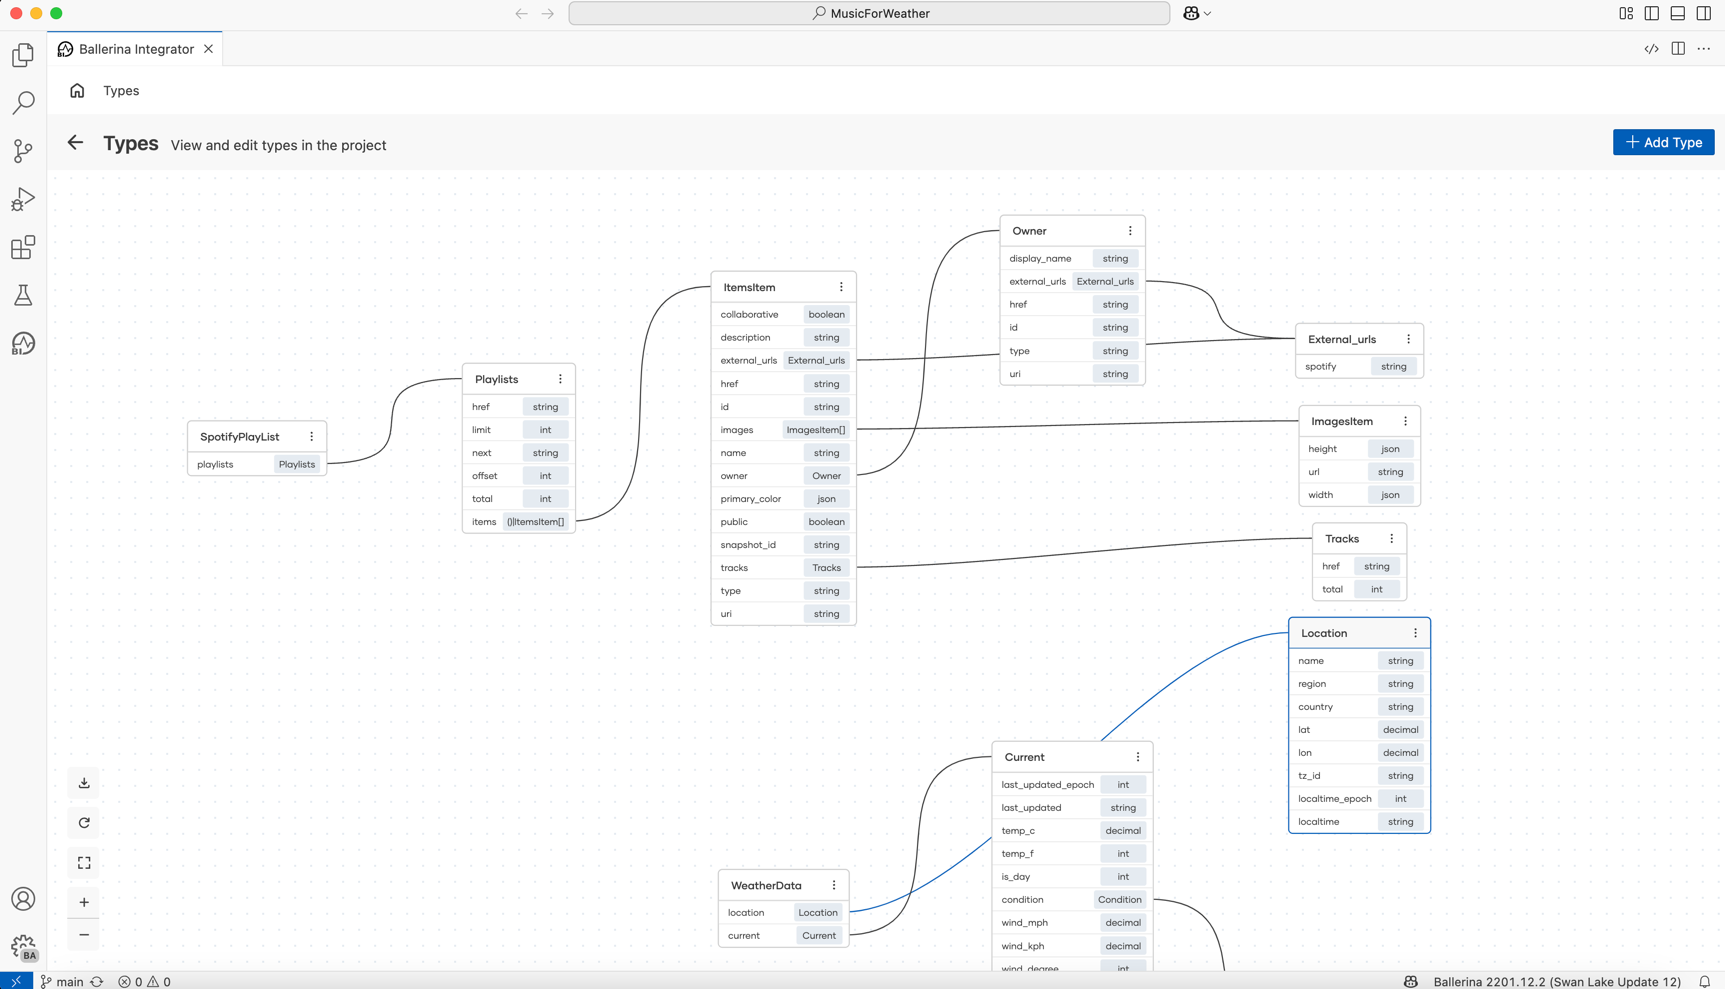 MusicForWeather
Ballerina Integrator
Types
Types View and edit types in the project
Add Type
SpotifyPlayList
playlists Playlists
Playlists
href string
limit int
next string
offset int
total int
items ()|ItemsItem[]
ItemsItem
collaborative boolean
description string
external_urls External_urls
href string
id string
images ImagesItem[]
name string
owner Owner
primary_color json
public boolean
snapshot_id string
tracks Tracks
type string
uri string
Owner
display_name string
external_urls External_urls
href string
id string
type string
uri string
External_urls
spotify string
ImagesItem
height json
url string
width json
Tracks
href string
total int
Location
name string
region string
country string
lat decimal
lon decimal
tz_id string
localtime_epoch int
localtime string
WeatherData
location Location
current Current
Current
last_updated_epoch int
last_updated string
temp_c decimal
temp_f int
is_day int
condition Condition
wind_mph decimal
wind_kph decimal
wind_degree int
BI
BA
main 0 0 Ballerina 2201.12.2 (Swan Lake Update 12)